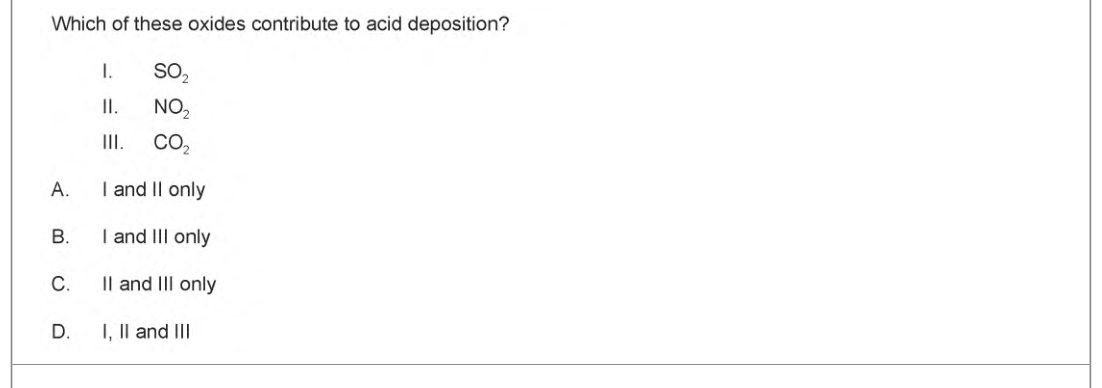 Which of these oxides contribute to acid deposition?
I. SO₂
II. NO₂
III. CO₂
A. I and II only
B. I and III only
C. II and III only
D. I, II and III